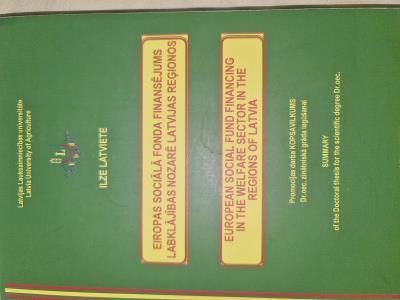 Latvijas Lauksaimniecības universitāte
Latvia University of Agriculture
ILZE LATVIETE
EIROPAS SOCIĀLĀ FONDA FINANSĒJUMS
LABKLĀJĪBAS NOZARĒ LATVIJAS REĢIONOS
EUROPEAN SOCIAL FUND FINANCING
IN THE WELFARE SECTOR IN THE
REGIONS OF LATVIA
Promocijas darba KOPSAVILKUMS
Dr.oec. zinātniskā grāda iegūšanai
SUMMARY
of the Doctoral thesis for the scientific degree Dr.oec.